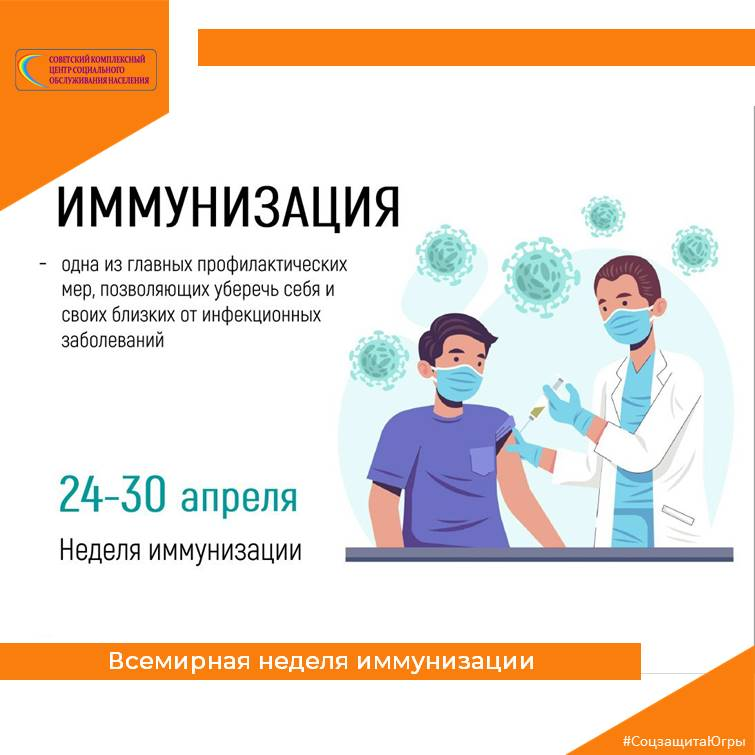 СОВЕТСКИЙ КОМПЛЕКСНЫЙ
ЦЕНТР СОЦИАЛЬНОГО
ОБСЛУЖИВАНИЯ НАСЕЛЕНИЯ
ИММУНИЗАЦИЯ
- одна из главных профилактических
мер, позволяющих уберечь себя и
своих близких от инфекционных
заболеваний
24-30 апреля
Неделя иммунизации
Всемирная неделя иммунизации
#СоцзащитаЮгры